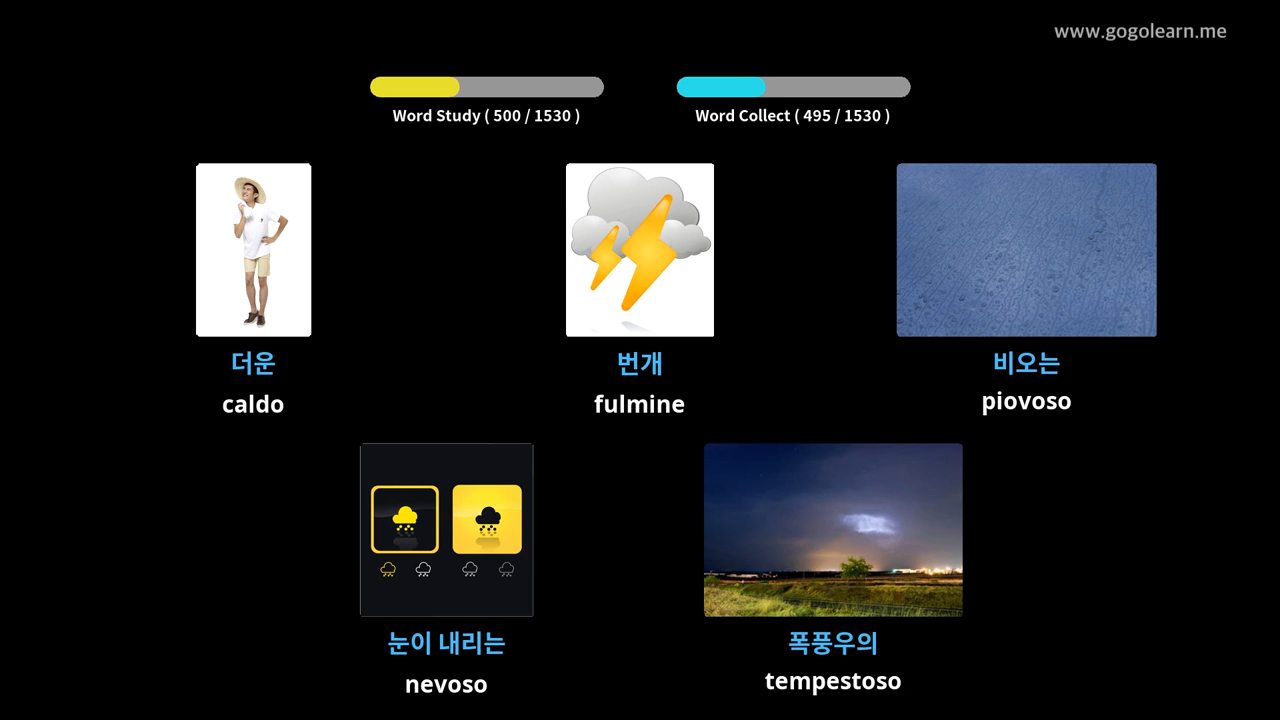 www.gogolearn.me
Word Study ( 500 / 1530 )
Word Collect ( 495 / 1530 )
더운
caldo
번개
fulmine
비오는
piovoso
눈이 내리는
nevoso
폭풍우의
tempestoso